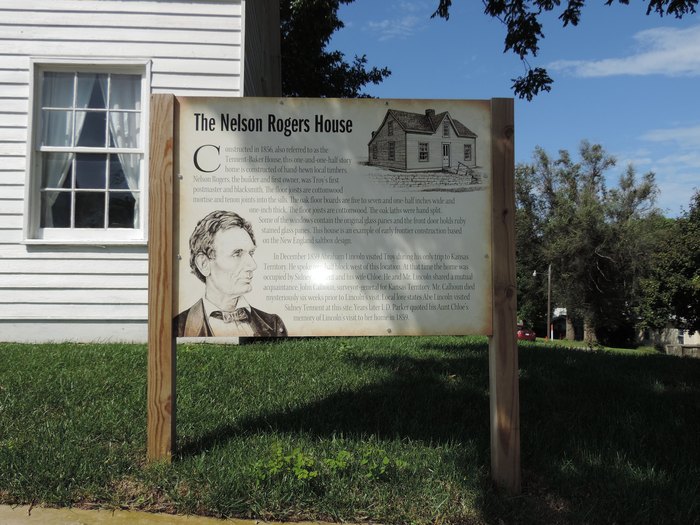 The Nelson Rogers House
Constructed in 1856, also referred to as the
Tennent-Baker House, this one-and-one-half story
home is constructed of hand-hewn local timbers.
Nelson Rogers, the builder and first owner, was Troy's first
postmaster and blacksmith. The floor joists are cottonwood
mortise and tenon joints into the sills. The oak floor boards are five to seven and one-half inches wide and
one-inch thick. The floor joists are cottonwood. The oak laths were hand split.
Some of the windows contain the original glass panes and the front door holds ruby
stained glass panes. This house is an example of early frontier construction
based on the New England saltbox design.
In December 1859 Abraham Lincoln visited Troy during his only trip to Kansas
Territory. He spoke one half block west of this location. At that time the home was
occupied by Sidney Tennent and his wife Chloe. He and Mr. Lincoln shared a mutual
acquaintance John Calhoun, surveyor-general for Kansas Territory. Mr. Calhoun died
mysteriously six weeks prior to Lincoln's visit. Local lore states Abe Lincoln visited
Sidney Tennent at this site. Years later L.D. Parker quoted his Aunt Chloe's
memory of Lincoln's visit to her home in 1859.